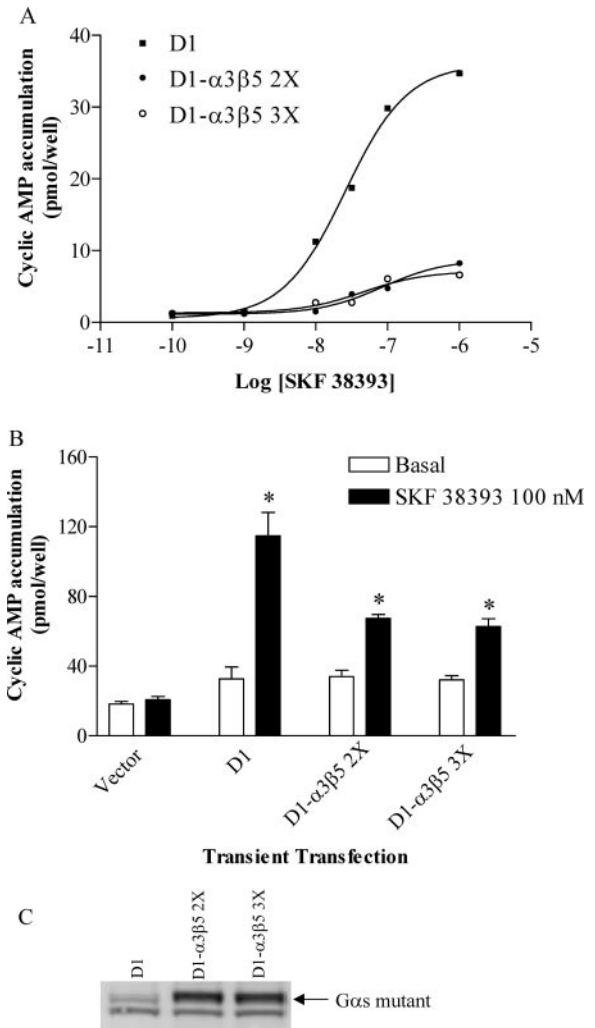 A
D1
D1-α3β5 2X
D1-α3β5 3X
Cyclic AMP accumulation
(pmol/well)
40
30
20
10
0
-11 -10 -9 -8 -7 -6 -5
Log [SKF 38393]
B
Basal
SKF 38393 100 nM
Cyclic AMP accumulation
(pmol/well)
160
120
80
40
0
* * *
Vector D1 D1-α3β5 2X D1-α3β5 3X
Transient Transfection
C
D1 D1-α3β5 2X D1-α3β5 3X
Gαs mutant